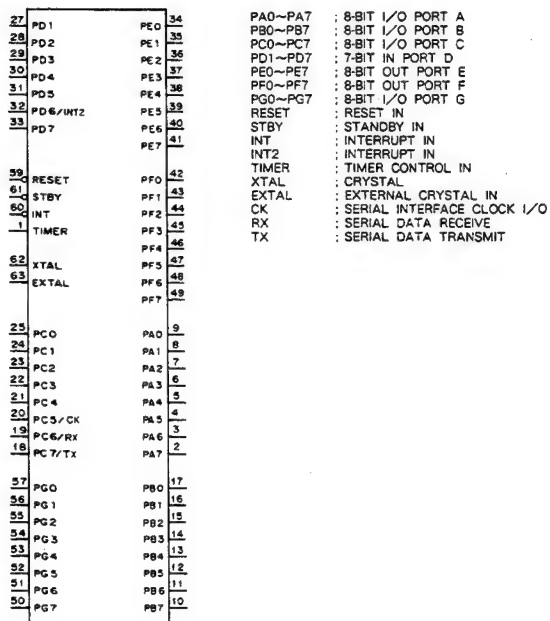 27 PD1 PE0 34
28 PD2 PE1 35
29 PD3 PE2 36
30 PD4 PE3 37
31 PD5 PE4 38
32 PD6/INT2 PE5 39
33 PD7 PE6 40
PE7 41
59 RESET PF0 42
61 STBY PF1 43
60 INT PF2 44
1 TIMER PF3 45
PF4 46
62 XTAL PF5 47
63 EXTAL PF6 48
PF7 49
25 PC0 PA0 9
24 PC1 PA1 8
23 PC2 PA2 7
22 PC3 PA3 6
21 PC4 PA4 5
20 PC5/CK PA5 4
19 PC6/RX PA6 3
18 PC7/TX PA7 2
57 PG0 PB0 17
56 PG1 PB1 16
55 PG2 PB2 15
54 PG3 PB3 14
53 PG4 PB4 13
52 PG5 PB5 12
51 PG6 PB6 11
50 PG7 PB7 10
PA0~PA7 : 8-BIT I/O PORT A
PB0~PB7 : 8-BIT I/O PORT B
PC0~PC7 : 8-BIT I/O PORT C
PD1~PD7 : 7-BIT IN PORT D
PE0~PE7 : 8-BIT OUT PORT E
PF0~PF7 : 8-BIT OUT PORT F
PG0~PG7 : 8-BIT I/O PORT G
RESET : RESET IN
STBY : STANDBY IN
INT : INTERRUPT IN
INT2 : INTERRUPT IN
TIMER : TIMER CONTROL IN
XTAL : CRYSTAL
EXTAL : EXTERNAL CRYSTAL IN
CK : SERIAL INTERFACE CLOCK I/O
RX : SERIAL DATA RECEIVE
TX : SERIAL DATA TRANSMIT